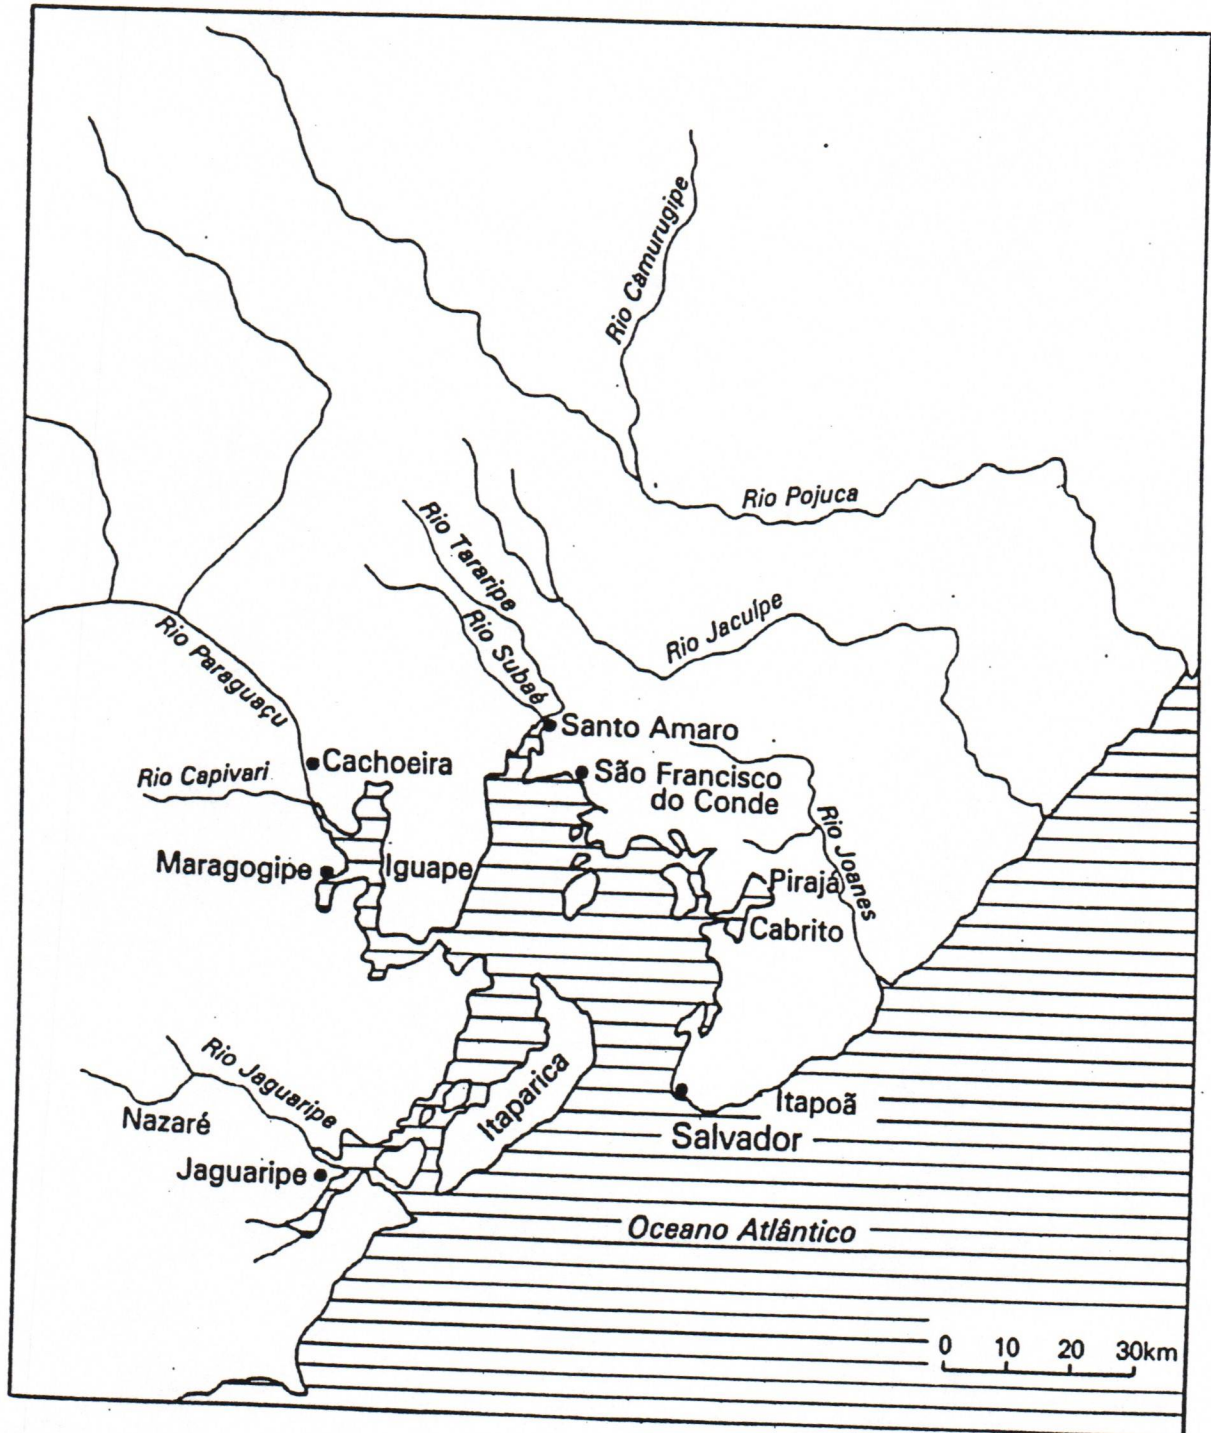 Rio Camurugipe
Rio Pojuca
Rio Tararipe
Rio Jaculpe
Rio Subaé
Rio Paraguaçu
Santo Amaro
Cachoeira
Rio Capivari
São Francisco
do Conde
Rio Joanes
Maragogipe
Iguape
Pirajá
Cabrito
Rio Jaguaripe
Itaparica
Nazaré
Itapoã
Salvador
Jaguaripe
Oceano Atlântico
0 10 20 30km